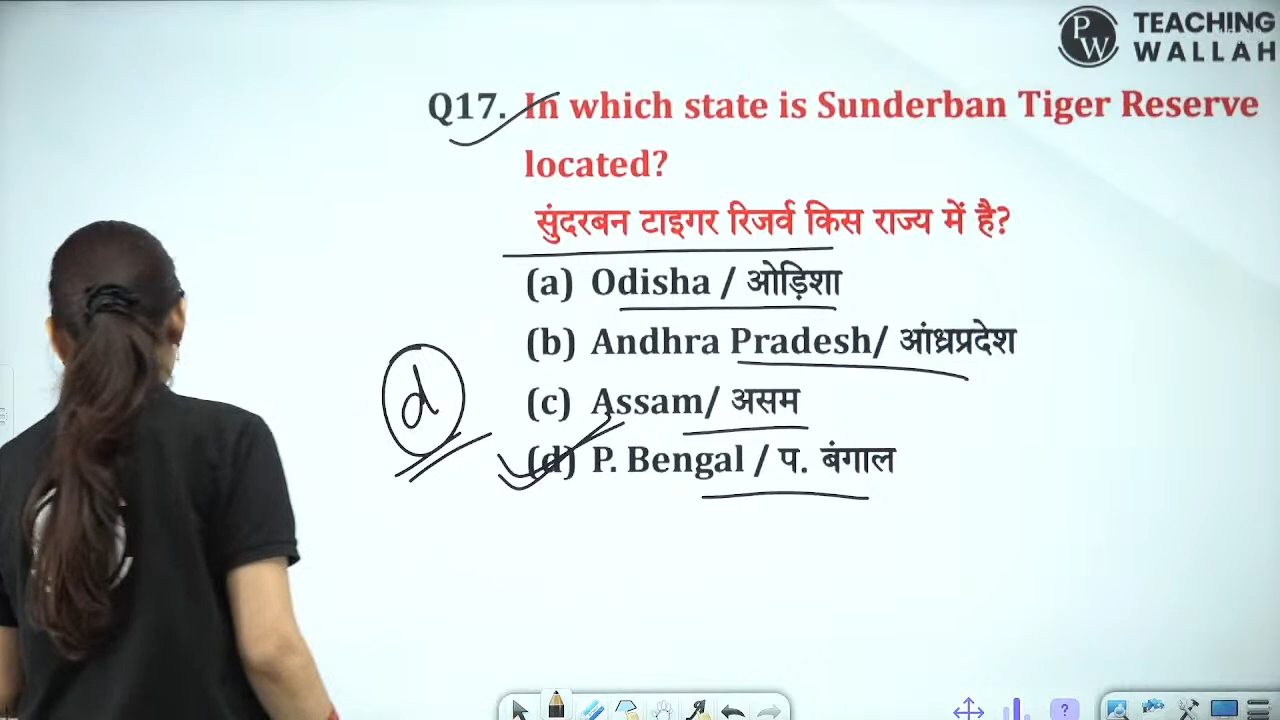 PW
TEACHING
WALLAH
Q17. In which state is Sunderban Tiger Reserve
located?
सुंदरबन टाइगर रिजर्व किस राज्य में है?
(a) Odisha / ओड़िशा
(b) Andhra Pradesh/ आंध्रप्रदेश
(c) Assam/ असम
d
(d) P. Bengal / प. बंगाल
?